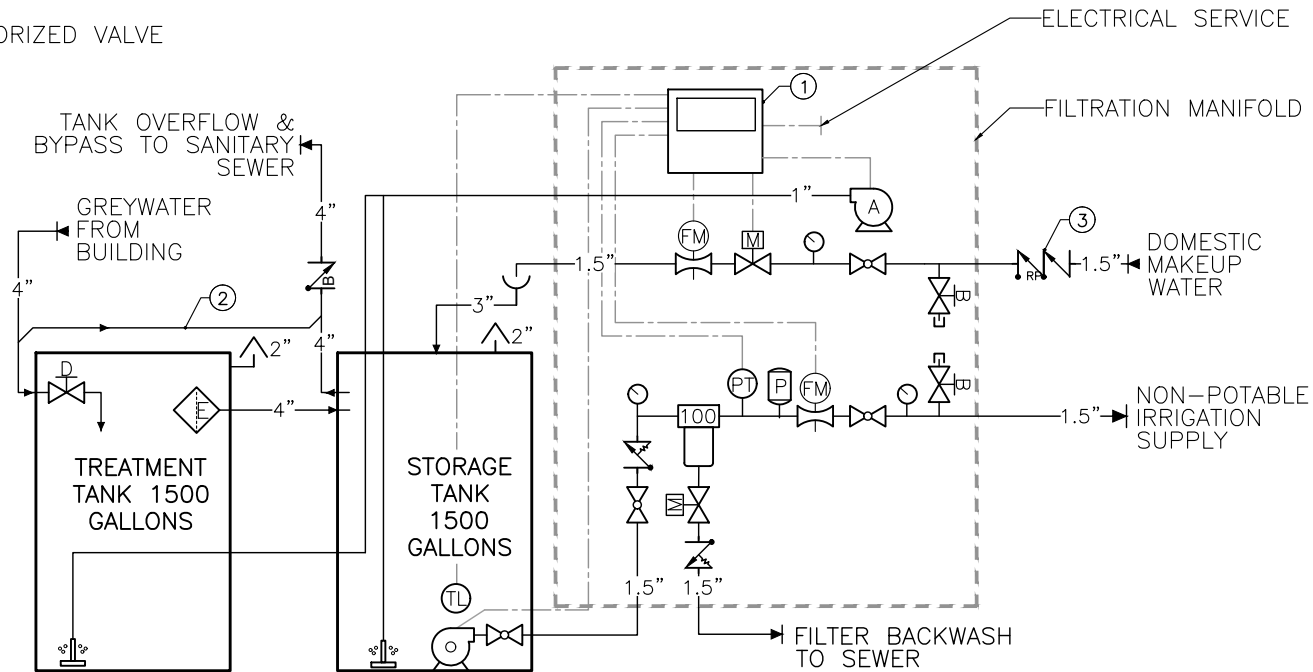 ORIZED VALVE
ELECTRICAL SERVICE
1
FILTRATION MANIFOLD
TANK OVERFLOW &
BYPASS TO SANITARY
SEWER
GREYWATER
FROM
BUILDING
4"
4"
B
2
4"
1"
A
FM
M
1.5"
3
RP
1.5"
DOMESTIC
MAKEUP
WATER
B
3"
2"
2"
D
E
4"
TREATMENT
TANK 1500
GALLONS
STORAGE
TANK
1500
GALLONS
TL
PT
P
FM
100
B
1.5"
NON-POTABLE
IRRIGATION
SUPPLY
M
1.5"
1.5"
FILTER BACKWASH
TO SEWER